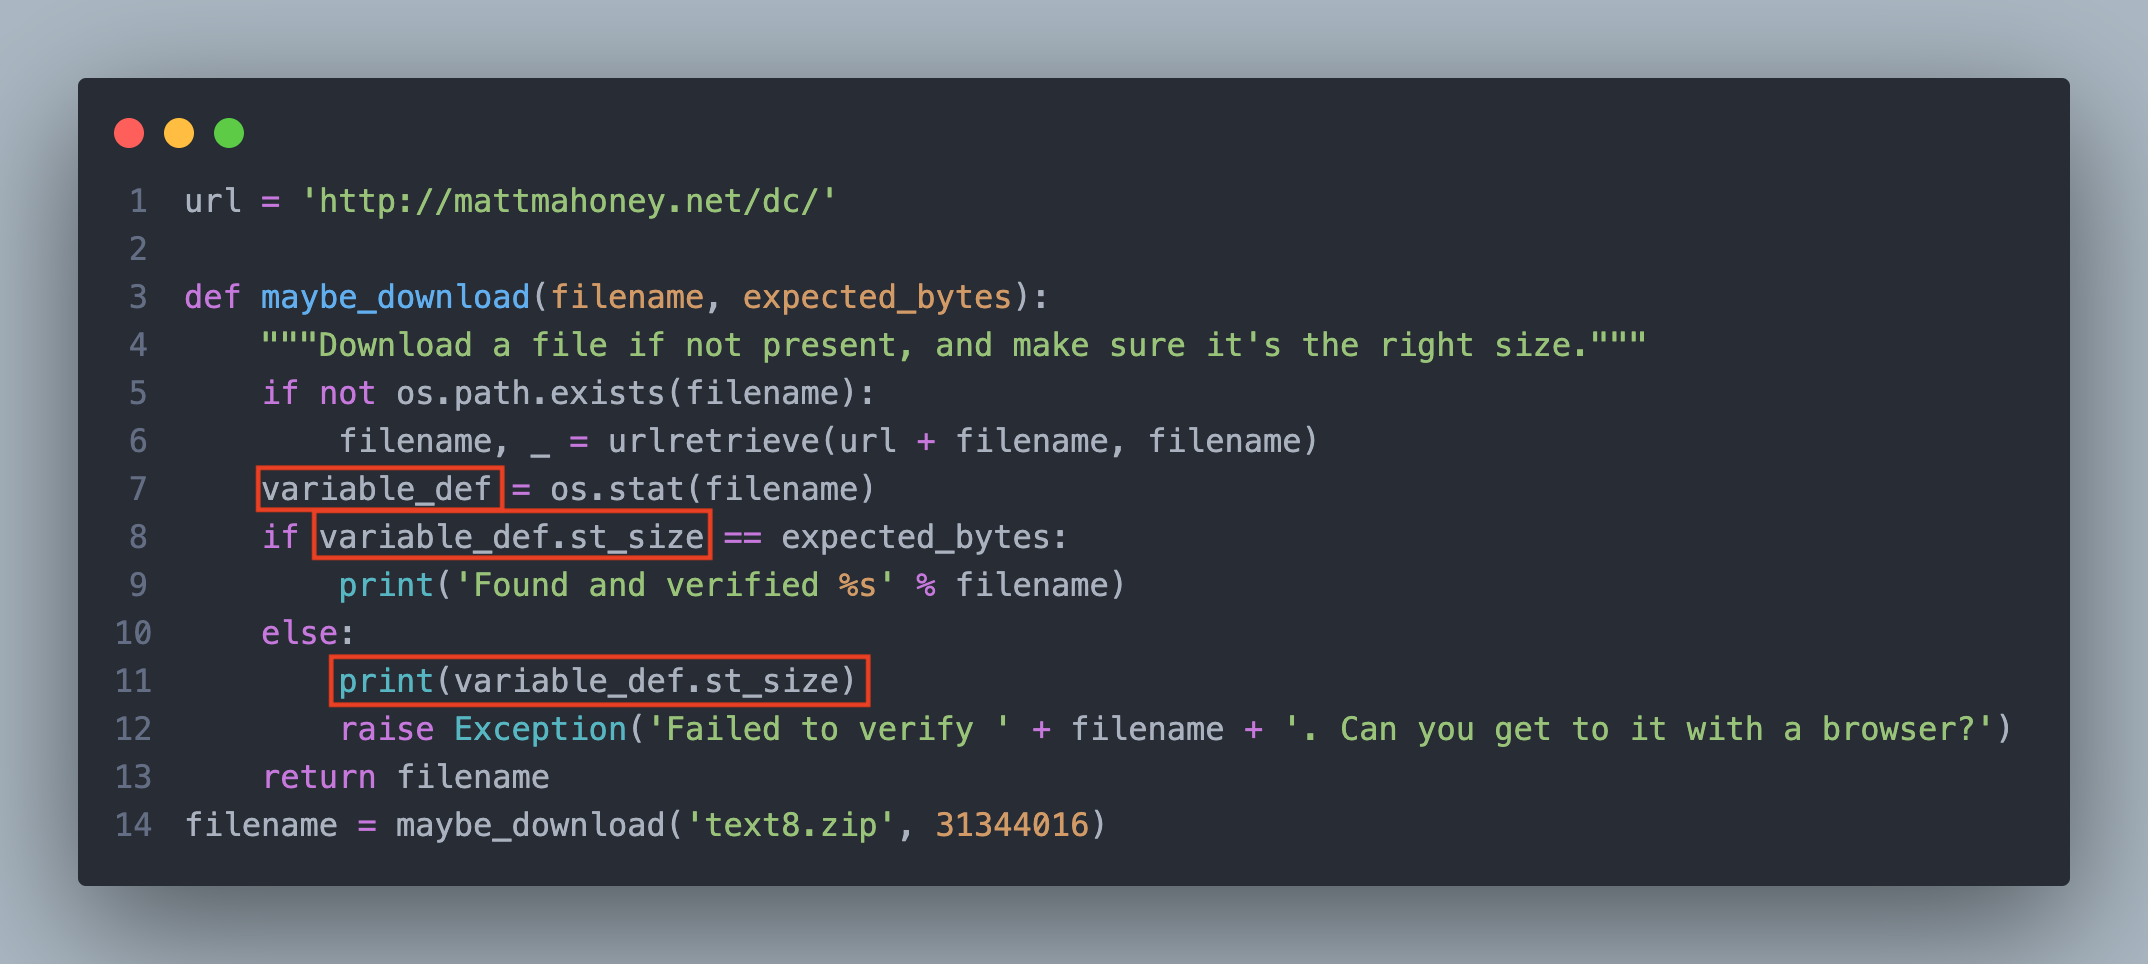 1 url = 'http://mattmahoney.net/dc/'
2
3 def maybe_download(filename, expected_bytes):
4     """Download a file if not present, and make sure it's the right size."""
5     if not os.path.exists(filename):
6         filename, _ = urlretrieve(url + filename, filename)
7     variable_def = os.stat(filename)
8     if variable_def.st_size == expected_bytes:
9         print('Found and verified %s' % filename)
10     else:
11         print(variable_def.st_size)
12         raise Exception('Failed to verify ' + filename + '. Can you get to it with a browser?')
13     return filename
14 filename = maybe_download('text8.zip', 31344016)